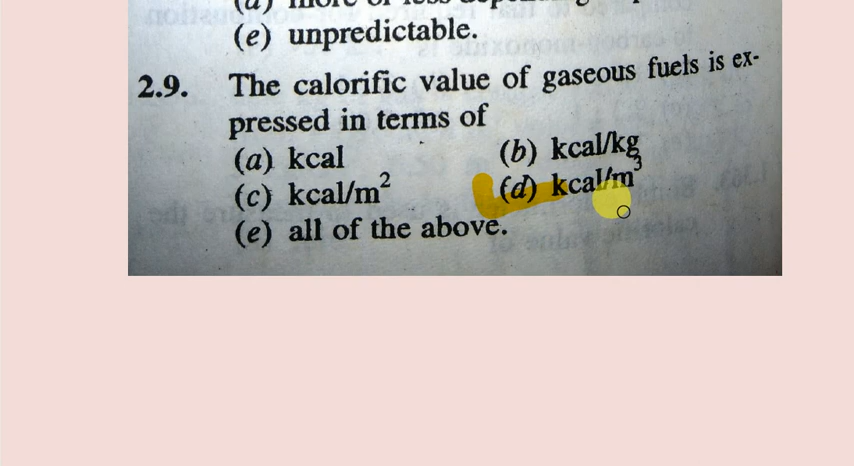 (e) unpredictable.
2.9. The calorific value of gaseous fuels is ex-
pressed in terms of
(a) kcal (b) kcal/kg
(c) kcal/m² (d) kcal/m³
(e) all of the above.